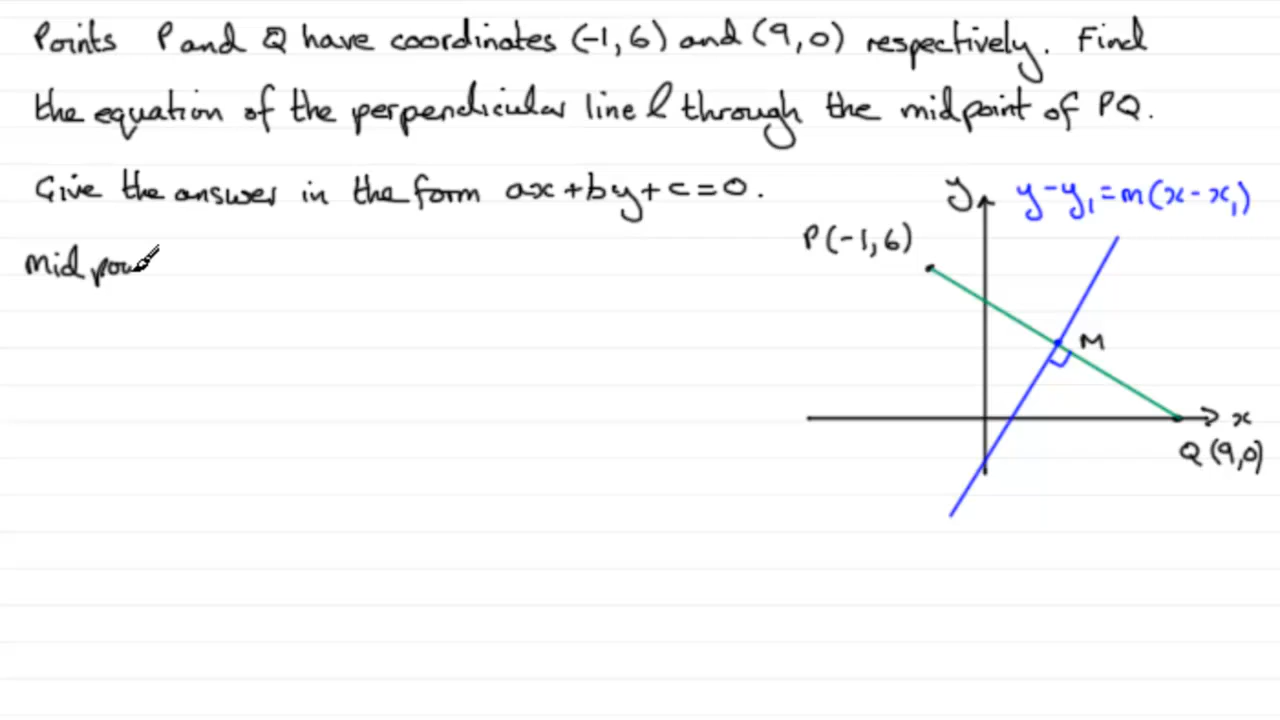 Points P and Q have coordinates (-1, 6) and (9, 0) respectively. Find
the equation of the perpendicular line l through the midpoint of PQ.
Give the answer in the form ax + by + c = 0.
y
y - y₁ = m(x - x₁)
P(-1, 6)
M
x
Q (9,0)
Mid